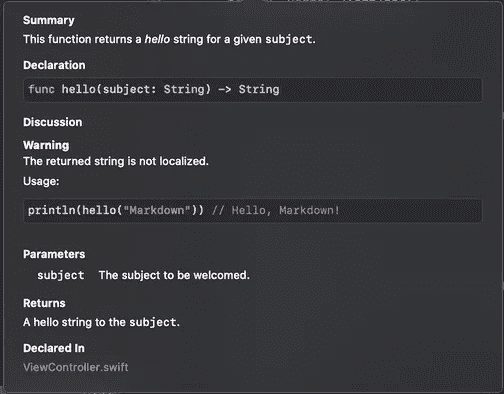 Summary
This function returns a hello string for a given subject.
Declaration
func hello(subject: String) -> String
Discussion
Warning
The returned string is not localized.
Usage:
println(hello("Markdown")) // Hello, Markdown!
Parameters
subject The subject to be welcomed.
Returns
A hello string to the subject.
Declared In
ViewController.swift